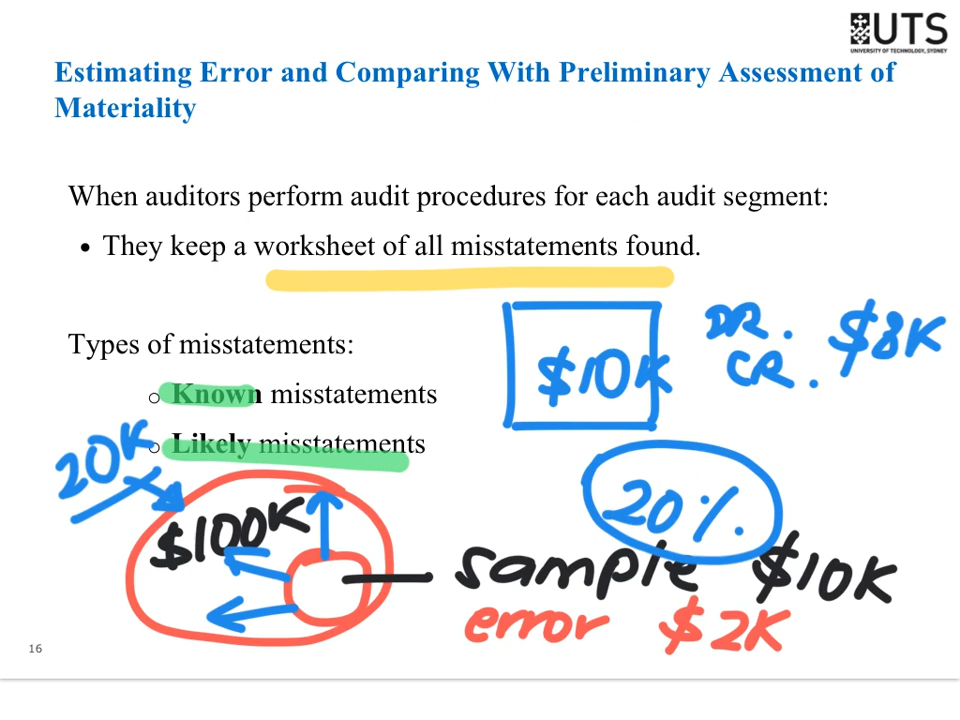 UTS
UNIVERSITY OF TECHNOLOGY, SYDNEY
Estimating Error and Comparing With Preliminary Assessment of
Materiality
When auditors perform audit procedures for each audit segment:
• They keep a worksheet of all misstatements found.
DR. $8K
CR.
$10K
Types of misstatements:
o Known misstatements
o Likely misstatements
20K
20%.
$100K
sample $10K
error $2K
16